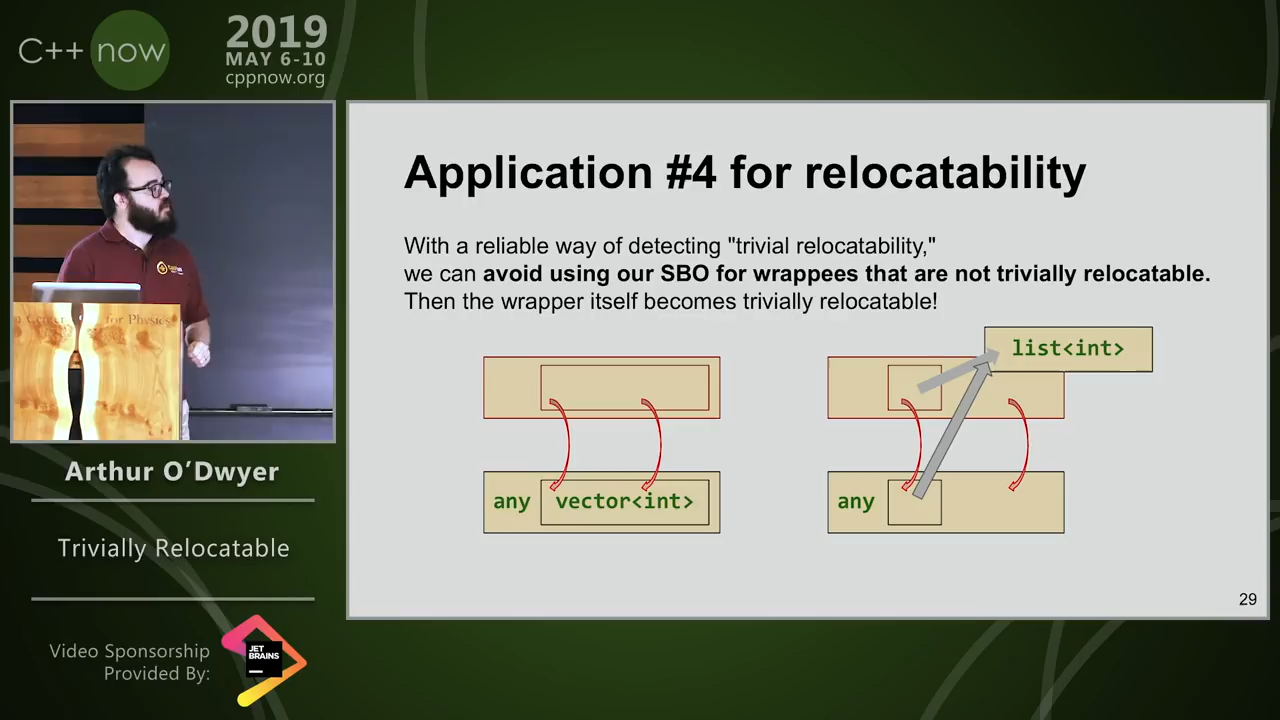 C++ now
2019
MAY 6-10
cppnow.org
for Physics
Arthur O’Dwyer
Trivially Relocatable
Video Sponsorship
Provided By:
JET
BRAINS
Application #4 for relocatability
With a reliable way of detecting "trivial relocatability,"
we can avoid using our SBO for wrappees that are not trivially relocatable.
Then the wrapper itself becomes trivially relocatable!
list<int>
any vector<int>
any
29